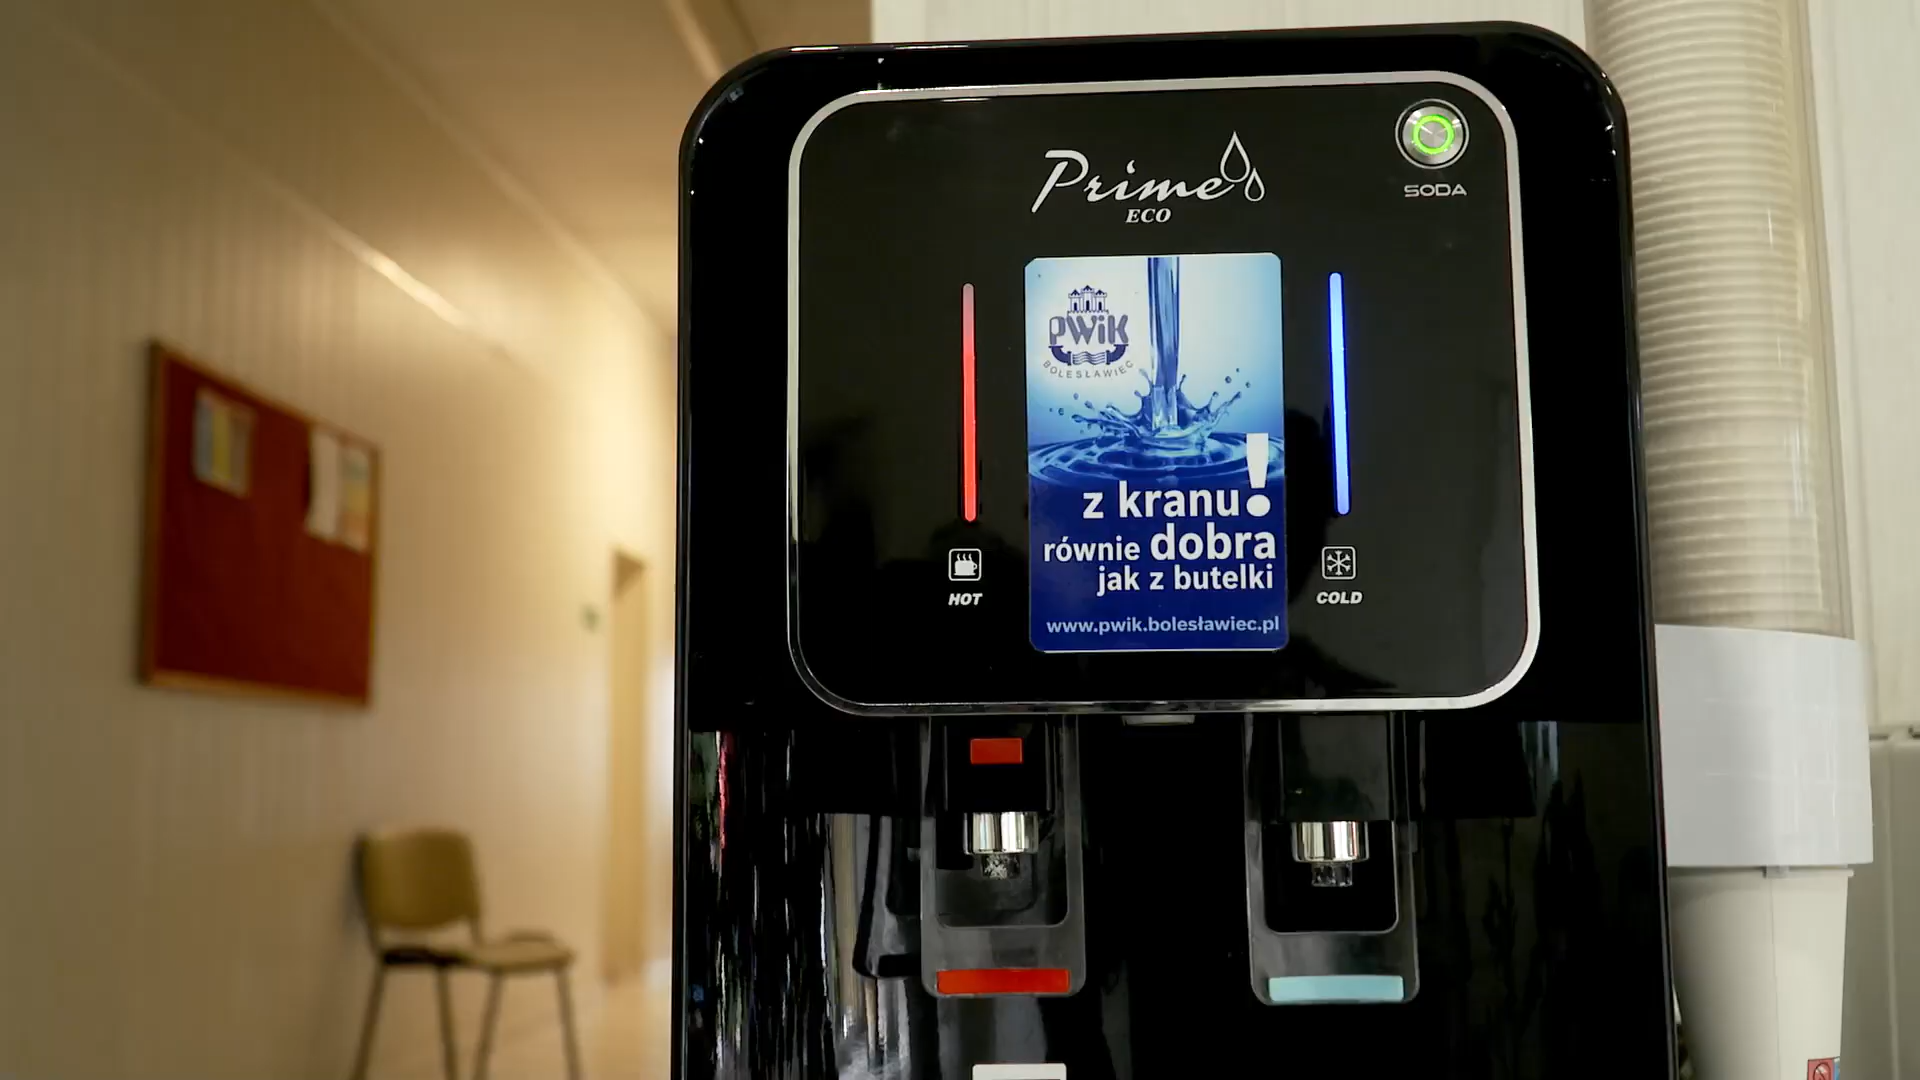 Prime
ECO
SODA
PWiK
BOLESŁAWIEC
z kranu!
równie dobra
jak z butelki
www.pwik.bolesławiec.pl
HOT
COLD